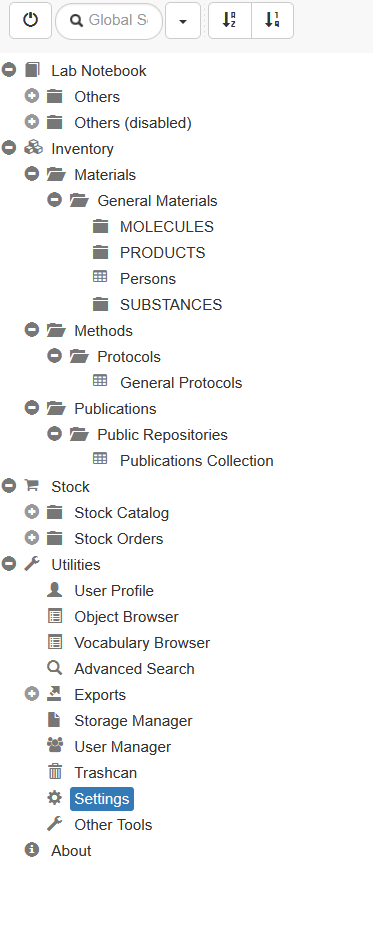 Global Se
Lab Notebook
Others
Others (disabled)
Inventory
Materials
General Materials
MOLECULES
PRODUCTS
Persons
SUBSTANCES
Methods
Protocols
General Protocols
Publications
Public Repositories
Publications Collection
Stock
Stock Catalog
Stock Orders
Utilities
User Profile
Object Browser
Vocabulary Browser
Advanced Search
Exports
Storage Manager
User Manager
Trashcan
Settings
Other Tools
About